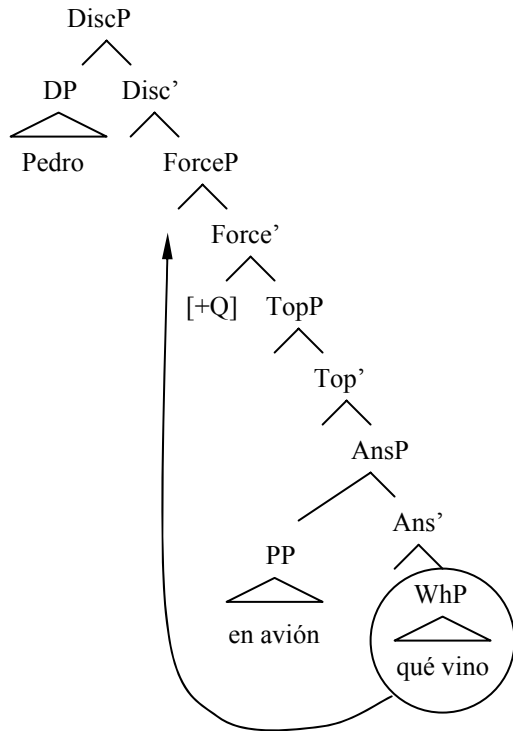 DiscP
DP Disc’
Pedro ForceP
Force’
[+Q] TopP
Top’
AnsP
Ans’
PP WhP
en avión qué vino